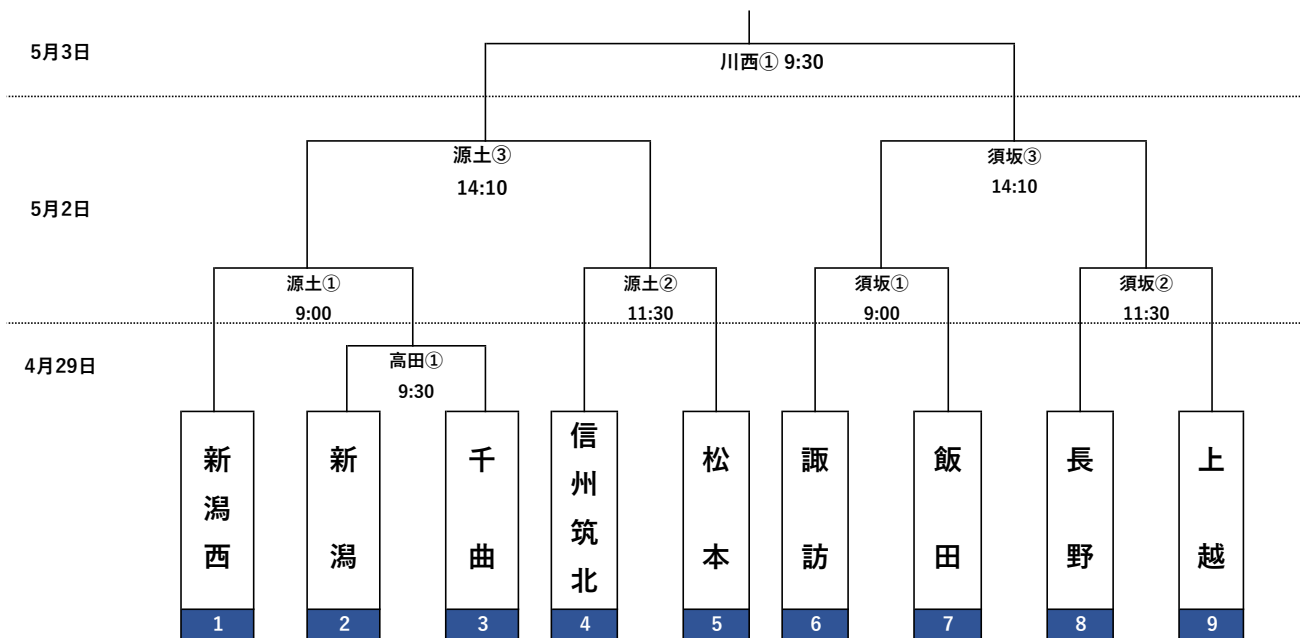 5月3日
川西① 9:30
源土③
14:10
須坂③
14:10
5月2日
源土①
9:00
源土②
11:30
須坂①
9:00
須坂②
11:30
4月29日
高田①
9:30
新潟西
新潟
千曲
信州筑北
松本
諏訪
飯田
長野
上越
1
2
3
4
5
6
7
8
9